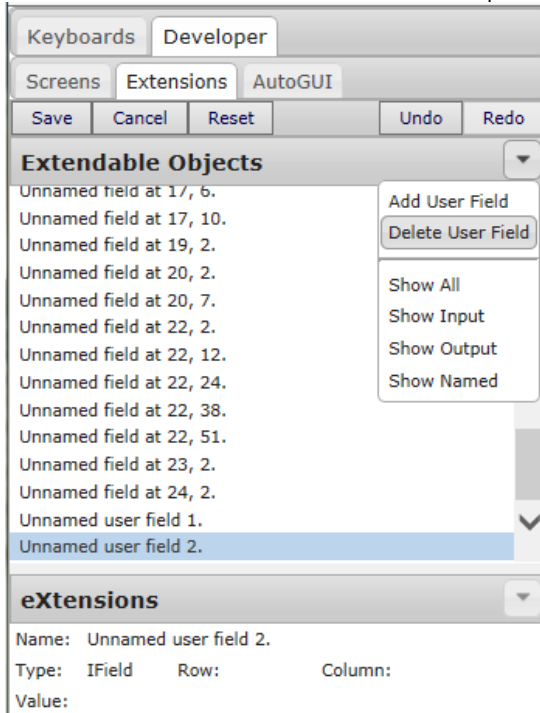 Keyboards Developer
Screens Extensions AutoGUI
Save Cancel Reset Undo Redo
Extendable Objects
Unnamed field at 17, 6.
Unnamed field at 17, 10.
Unnamed field at 19, 2.
Unnamed field at 20, 2.
Unnamed field at 20, 7.
Unnamed field at 22, 2.
Unnamed field at 22, 12.
Unnamed field at 22, 24.
Unnamed field at 22, 38.
Unnamed field at 22, 51.
Unnamed field at 23, 2.
Unnamed field at 24, 2.
Unnamed user field 1.
Unnamed user field 2.
Add User Field
Delete User Field
Show All
Show Input
Show Output
Show Named
eXtensions
Name: Unnamed user field 2.
Type: IField Row: Column:
Value: